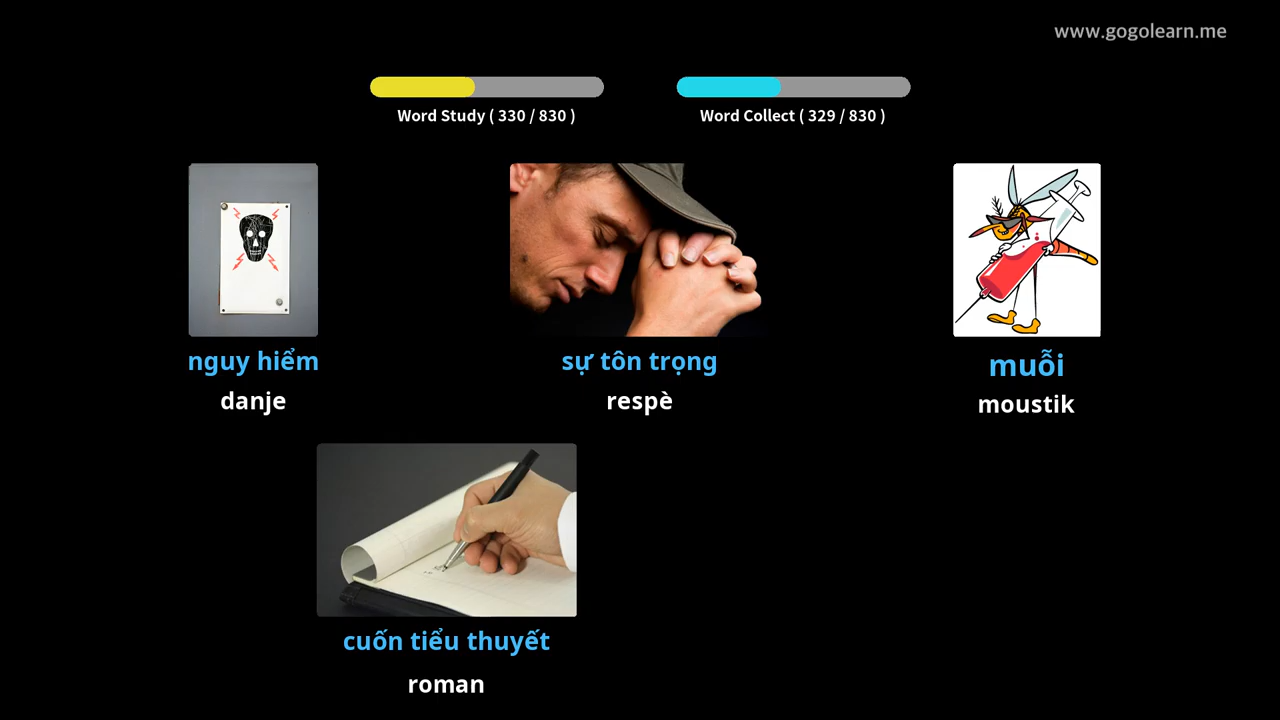 www.gogolearn.me
Word Study ( 330 / 830 )
Word Collect ( 329 / 830 )
nguy hiểm
danje
sự tôn trọng
respè
muỗi
moustik
cuốn tiểu thuyết
roman